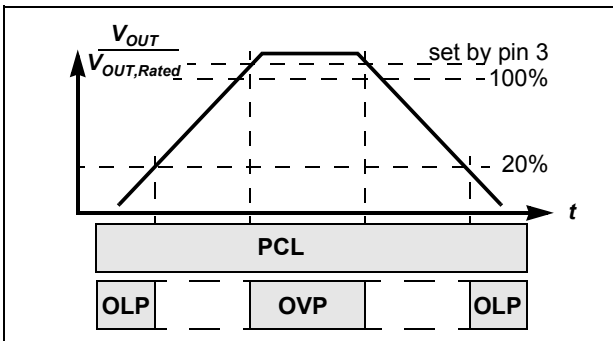 V_OUT
V_OUT,Rated
set by pin 3
100%
20%
t
PCL
OLP OVP OLP